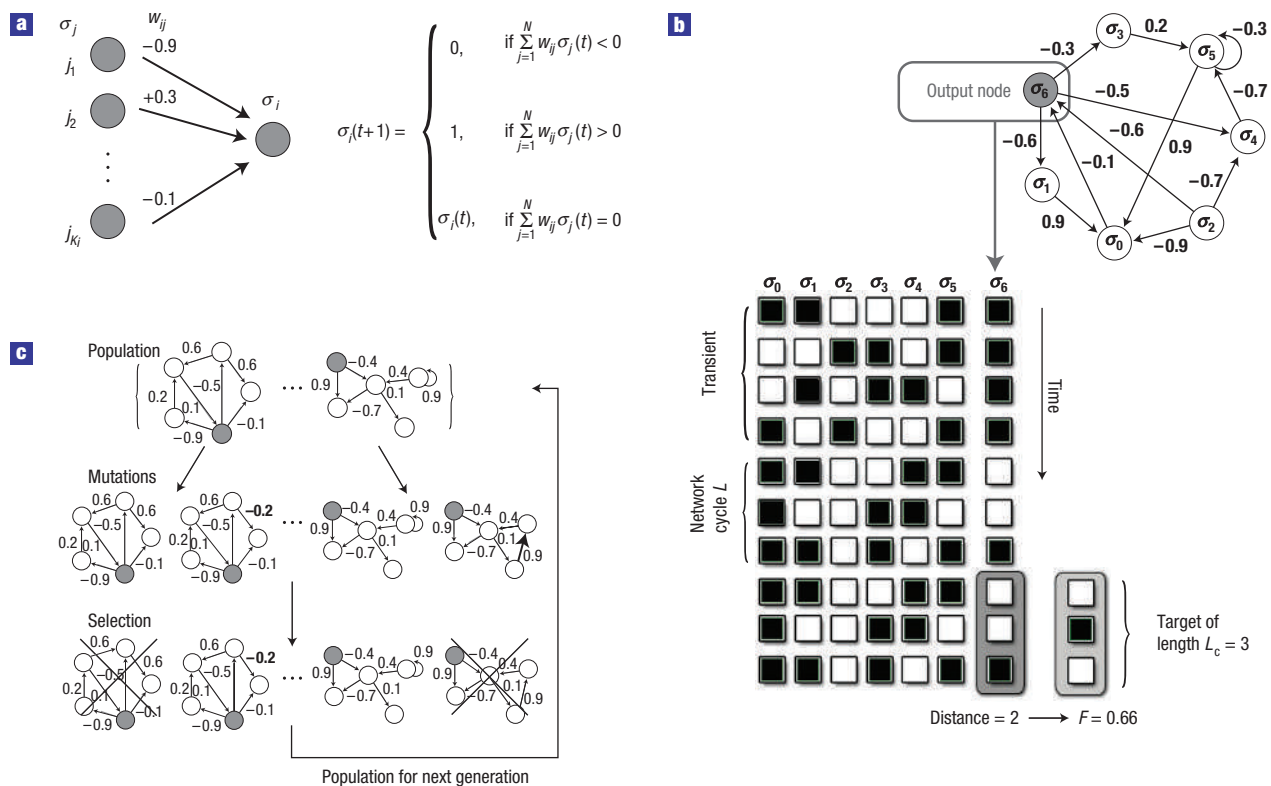 a
σj
wij
j1
−0.9
j2
+0.3
σi
jKi
−0.1
σi(t+1) =
0, if ∑j=1^N wijσj(t) < 0
1, if ∑j=1^N wijσj(t) > 0
σi(t), if ∑j=1^N wijσj(t) = 0
b
σ3
0.2
−0.3
σ5
−0.3
Output node
σ6
−0.5
−0.7
−0.6
−0.6
σ4
−0.1
0.9
σ1
−0.7
0.9
σ2
σ0
−0.9
σ0 σ1 σ2 σ3 σ4 σ5 σ6
Transient
Time
Network
cycle L
Target of
length Lc = 3
Distance = 2
F = 0.66
c
Population
0.6
0.6
−0.5
0.2
0.1
−0.9
−0.1
...
−0.4
0.9
0.4
0.1
0.9
−0.7
Mutations
0.6
0.6
−0.5
0.2
0.1
−0.9
−0.1
0.6
−0.2
−0.5
0.2
0.1
−0.9
−0.1
...
−0.4
0.9
0.9
0.4
0.1
−0.7
−0.4
0.9
0.4
0.1
−0.7
0.9
Selection
0.6
0.6
−0.5
0.2
0.1
−0.9
−0.1
0.6
−0.2
−0.5
0.2
0.1
−0.9
−0.1
...
−0.4
0.9
0.9
0.4
0.1
−0.7
−0.4
0.9
0.4
0.1
−0.7
0.9
Population for next generation